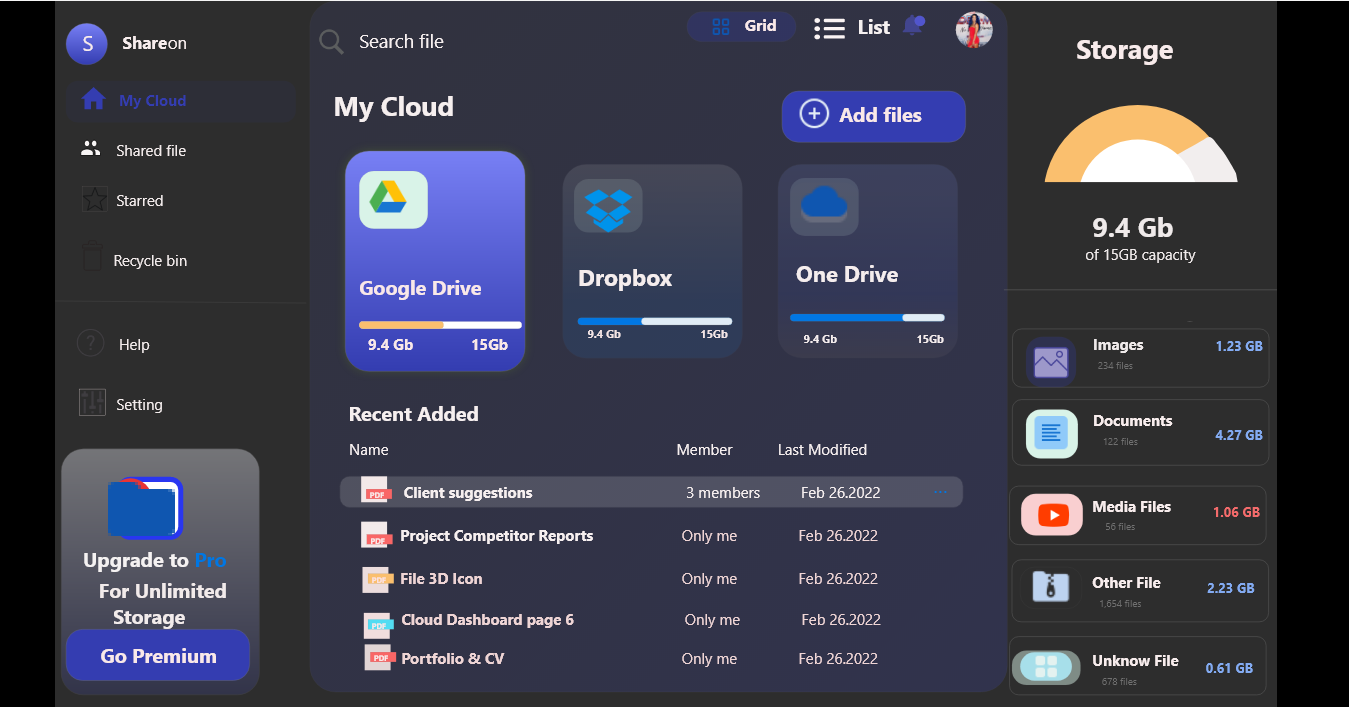 S Shareon
My Cloud
Shared file
Starred
Recycle bin
? Help
Setting
Upgrade to Pro
For Unlimited
Storage
Go Premium
Search file
Grid
List
My Cloud
Add files
Google Drive
9.4 Gb 15Gb
Dropbox
9.4 Gb 15Gb
One Drive
9.4 Gb 15Gb
Recent Added
Name Member Last Modified
PDF Client suggestions 3 members Feb 26.2022 ...
PDF Project Competitor Reports Only me Feb 26.2022
PDF File 3D Icon Only me Feb 26.2022
PDF Cloud Dashboard page 6 Only me Feb 26.2022
PDF Portfolio & CV Only me Feb 26.2022
Storage
9.4 Gb
of 15GB capacity
Images 1.23 GB
234 files
Documents 4.27 GB
122 files
Media Files 1.06 GB
56 files
Other File 2.23 GB
1,654 files
Unknow File 0.61 GB
678 files